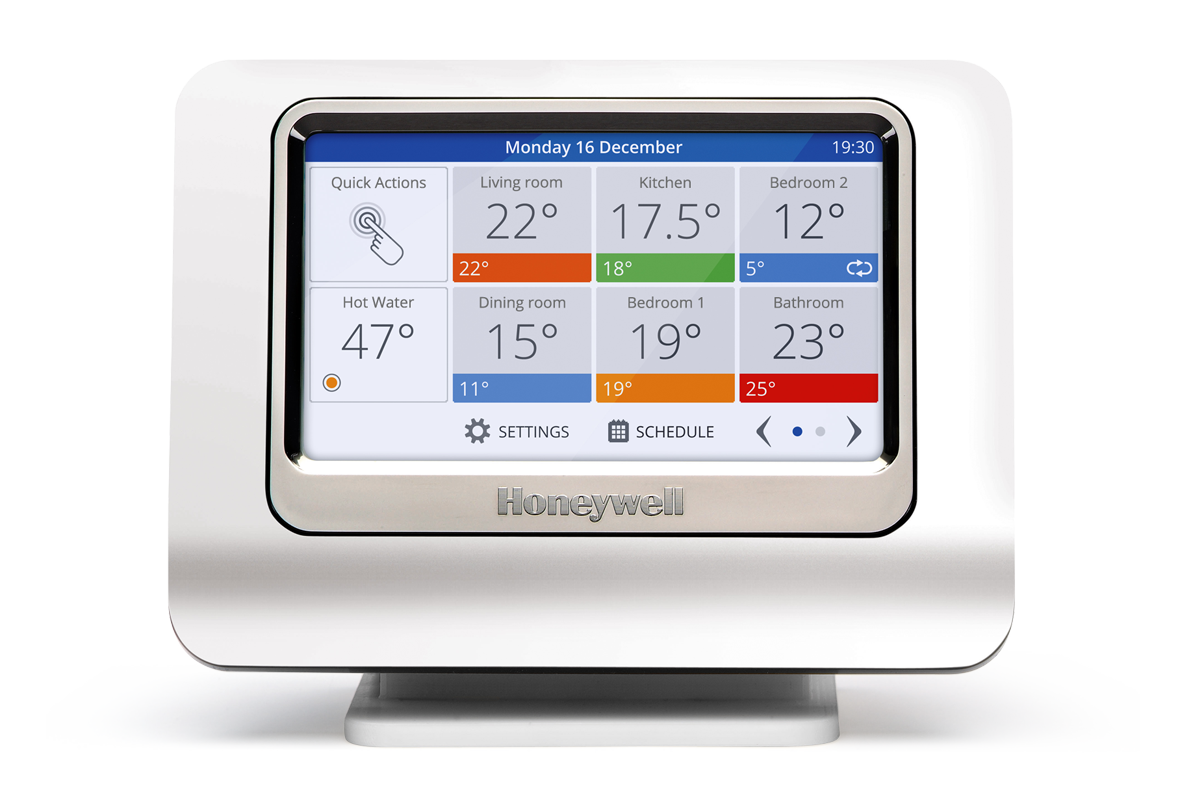 Monday 16 December
19:30
Quick Actions
Living room
22°
22°
Kitchen
17.5°
18°
Bedroom 2
12°
5°
Hot Water
47°
Dining room
15°
11°
Bedroom 1
19°
19°
Bathroom
23°
25°
SETTINGS
SCHEDULE
Honeywell